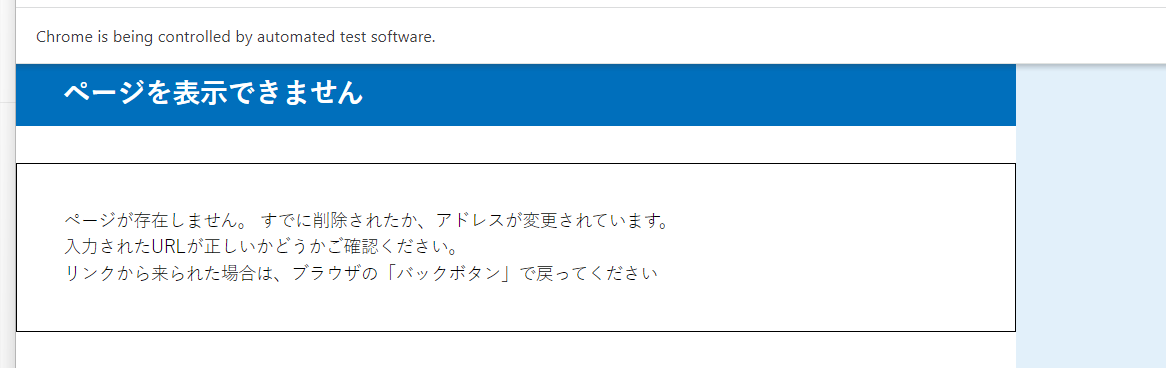 Chrome is being controlled by automated test software.
ページを表示できません
ページが存在しません。 すでに削除されたか、アドレスが変更されています。
入力されたURLが正しいかどうかご確認ください。
リンクから来られた場合は、ブラウザの「バックボタン」で戻ってください